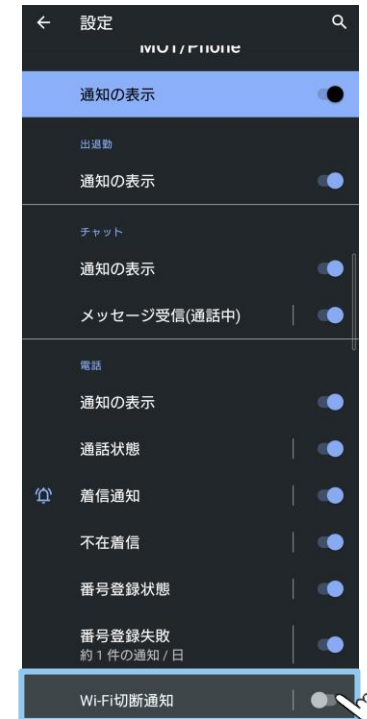 設定
MOT/Phone
通知の表示
出退勤
通知の表示
チャット
通知の表示
メッセージ受信(通話中)
電話
通知の表示
通話状態
着信通知
不在着信
番号登録状態
番号登録失敗
約 1 件の通知 / 日
Wi-Fi切断通知